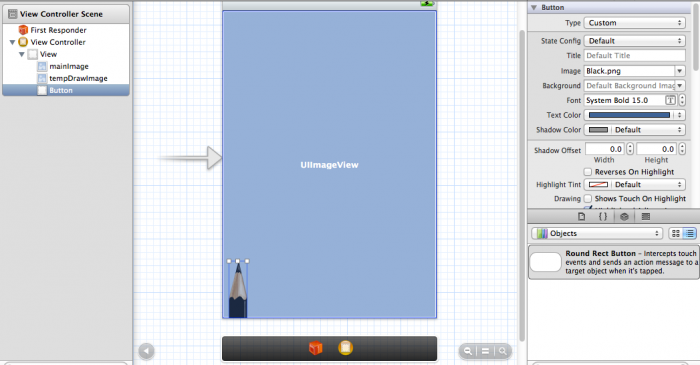 View Controller Scene
First Responder
View Controller
View
mainImage
tempDrawImage
Button
UIImageView
Button
Type Custom
State Config Default
Title Default Title
Image Black.png
Background Default Background Imag
Font System Bold 15.0
Text Color
Shadow Color Default
Shadow Offset 0.0 0.0
Width Height
Reverses On Highlight
Highlight Tint Default
Drawing Shows Touch On Highlight
Objects
Round Rect Button – Intercepts touch
events and sends an action message to a
target object when it's tapped.